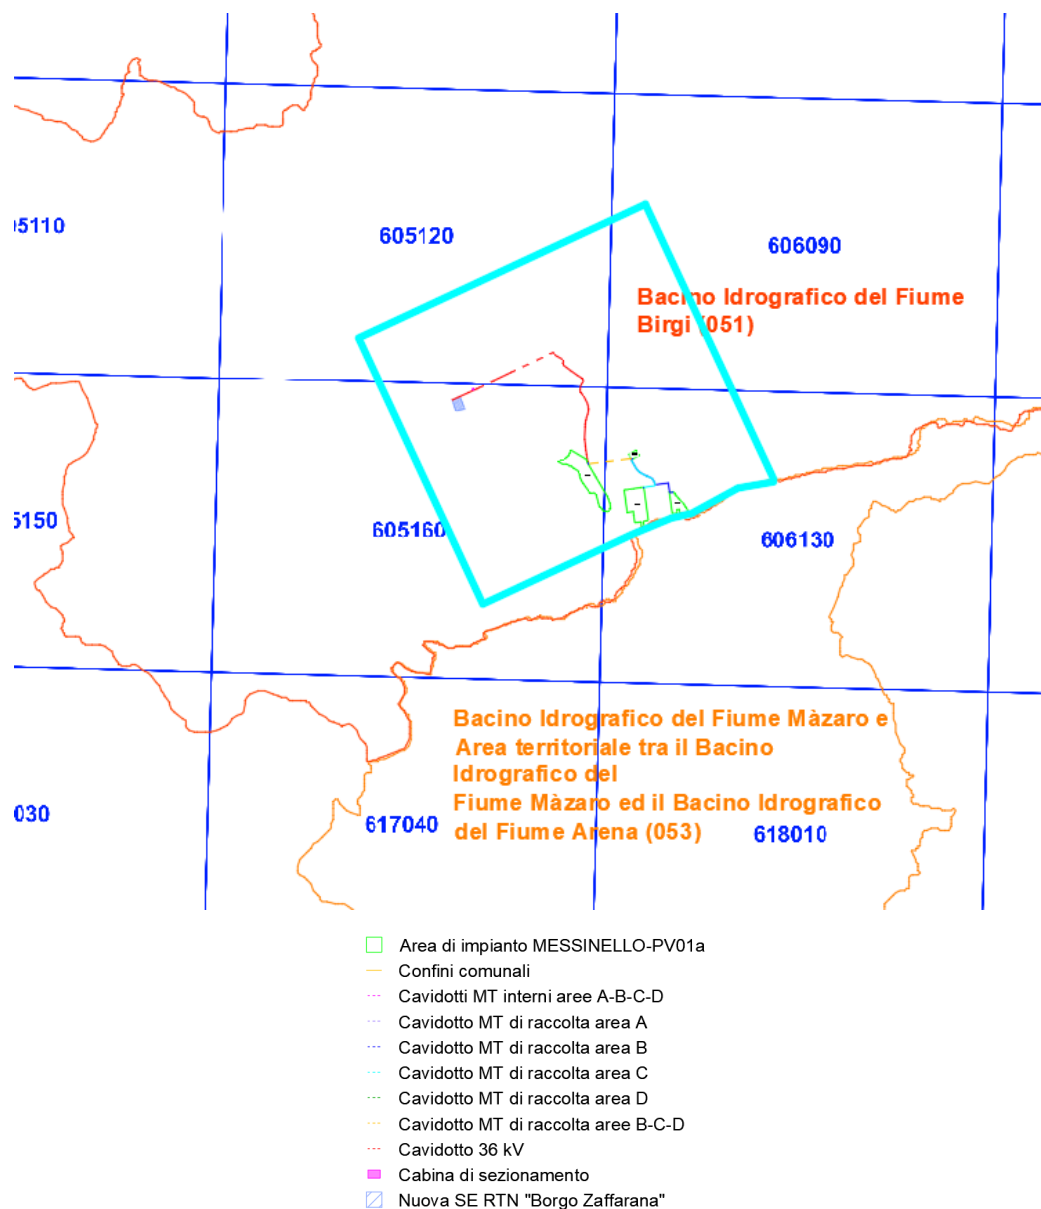 05110
605120
606090
Bacino Idrografico del Fiume
Birgi (051)
5150
605160
606130
Bacino Idrografico del Fiume Màzaro e
Area territoriale tra il Bacino
Idrografico del
Fiume Màzaro ed il Bacino Idrografico
del Fiume Arena (053)
030
617040
618010
Area di impianto MESSINELLO-PV01a
Confini comunali
Cavidotti MT interni aree A-B-C-D
Cavidotto MT di raccolta area A
Cavidotto MT di raccolta area B
Cavidotto MT di raccolta area C
Cavidotto MT di raccolta area D
Cavidotto MT di raccolta aree B-C-D
Cavidotto 36 kV
Cabina di sezionamento
Nuova SE RTN "Borgo Zaffarana"